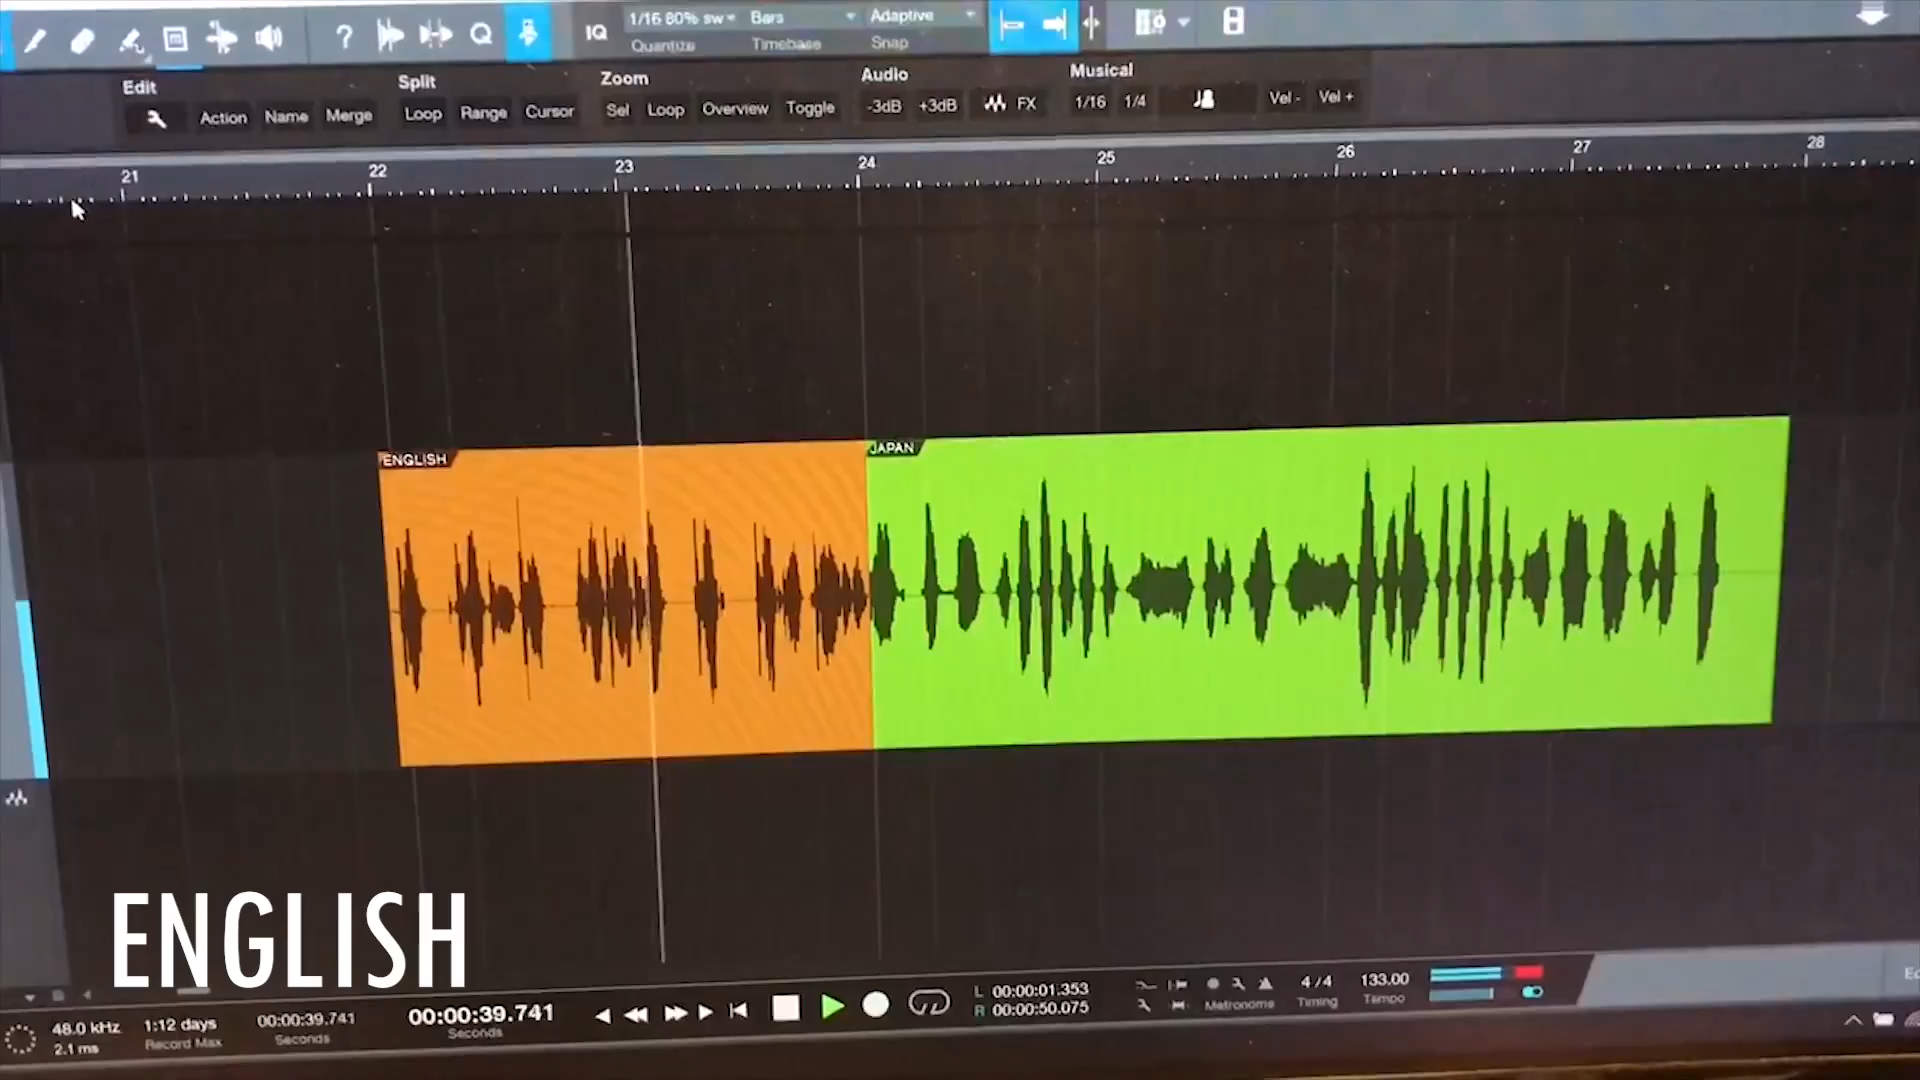 IQ
1/16 80% sw
Quantize
Bars
Timebase
Adaptive
Snap
Edit
Action Name Merge
Split
Loop Range Cursor
Zoom
Sel Loop Overview Toggle
Audio
-3dB +3dB FX
Musical
1/16 1/4 Vel - Vel +
21 22 23 24 25 26 27 28
ENGLISH
JAPAN
ENGLISH
48.0 kHz
2.1 ms
1:12 days
Record Max
00:00:39.741
Seconds
00:00:39.741
Seconds
L 00:00:01.353
R 00:00:50.075
Metronome
4 / 4
Timing
133.00
Tempo